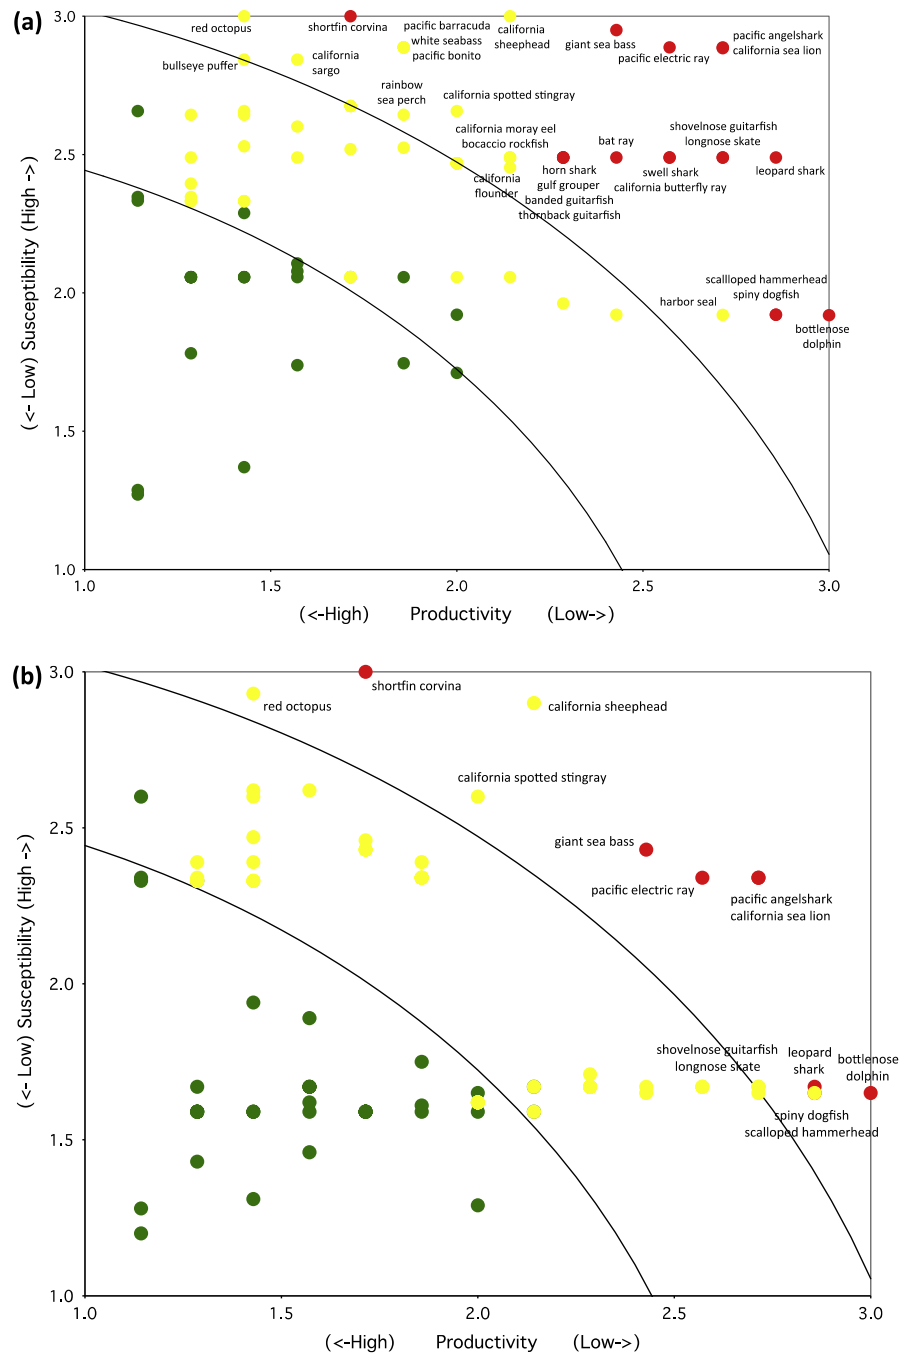 (a)
3.0
2.5
2.0
1.5
1.0
(<- Low) Susceptibility (High ->)
red octopus
shortfin corvina
pacific barracuda
white seabass
pacific bonito
california
sheephead
giant sea bass
pacific electric ray
pacific angelshark
california sea lion
bullseye puffer
california
sargo
rainbow
sea perch
california spotted stingray
california moray eel
bocaccio rockfish
california
flounder
horn shark
gulf grouper
banded guitarfish
thornback guitarfish
bat ray
swell shark
california butterfly ray
shovelnose guitarfish
longnose skate
leopard shark
harbor seal
scalloped hammerhead
spiny dogfish
bottlenose
dolphin
1.0
1.5
2.0
2.5
3.0
(<-High) Productivity (Low->)
(b)
3.0
2.5
2.0
1.5
1.0
(<- Low) Susceptibility (High ->)
shortfin corvina
red octopus
california sheephead
california spotted stingray
giant sea bass
pacific electric ray
pacific angelshark
california sea lion
shovelnose guitarfish
longnose skate
leopard
shark
bottlenose
dolphin
spiny dogfish
scalloped hammerhead
1.0
1.5
2.0
2.5
3.0
(<-High) Productivity (Low->)